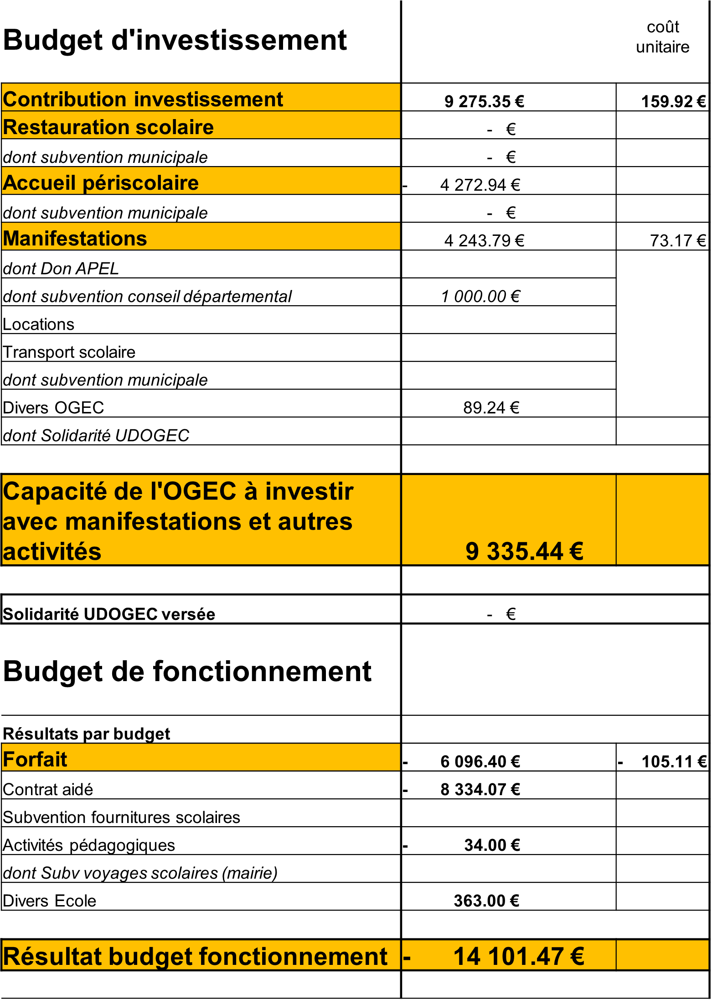 Budget d'investissement
coût
unitaire
Contribution investissement 9 275.35 € 159.92 €
Restauration scolaire - €
dont subvention municipale - €
Accueil périscolaire - 4 272.94 €
dont subvention municipale - €
Manifestations 4 243.79 € 73.17 €
dont Don APEL
dont subvention conseil départemental 1 000.00 €
Locations
Transport scolaire
dont subvention municipale
Divers OGEC 89.24 €
dont Solidarité UDOGEC
Capacité de l'OGEC à investir
avec manifestations et autres
activités 9 335.44 €
Solidarité UDOGEC versée - €
Budget de fonctionnement
Résultats par budget
Forfait - 6 096.40 € - 105.11 €
Contrat aidé - 8 334.07 €
Subvention fournitures scolaires
Activités pédagogiques - 34.00 €
dont Subv voyages scolaires (mairie)
Divers Ecole 363.00 €
Résultat budget fonctionnement - 14 101.47 €